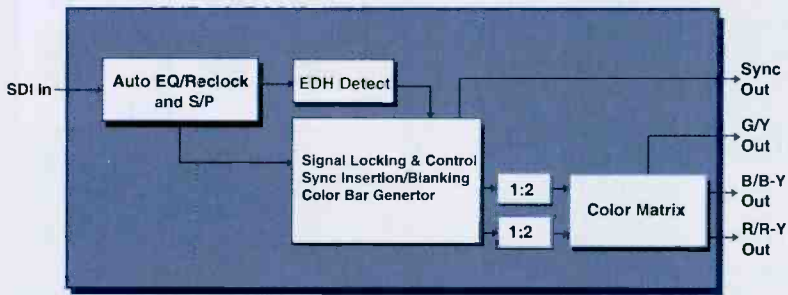 SDI in
Auto EQ/Reclock
and S/P
EDH Detect
Signal Locking & Control
Sync Insertion/Blanking
Color Bar Genertor
1:2
1:2
Color Matrix
Sync
Out
G/Y
Out
B/B-Y
Out
R/R-Y
Out